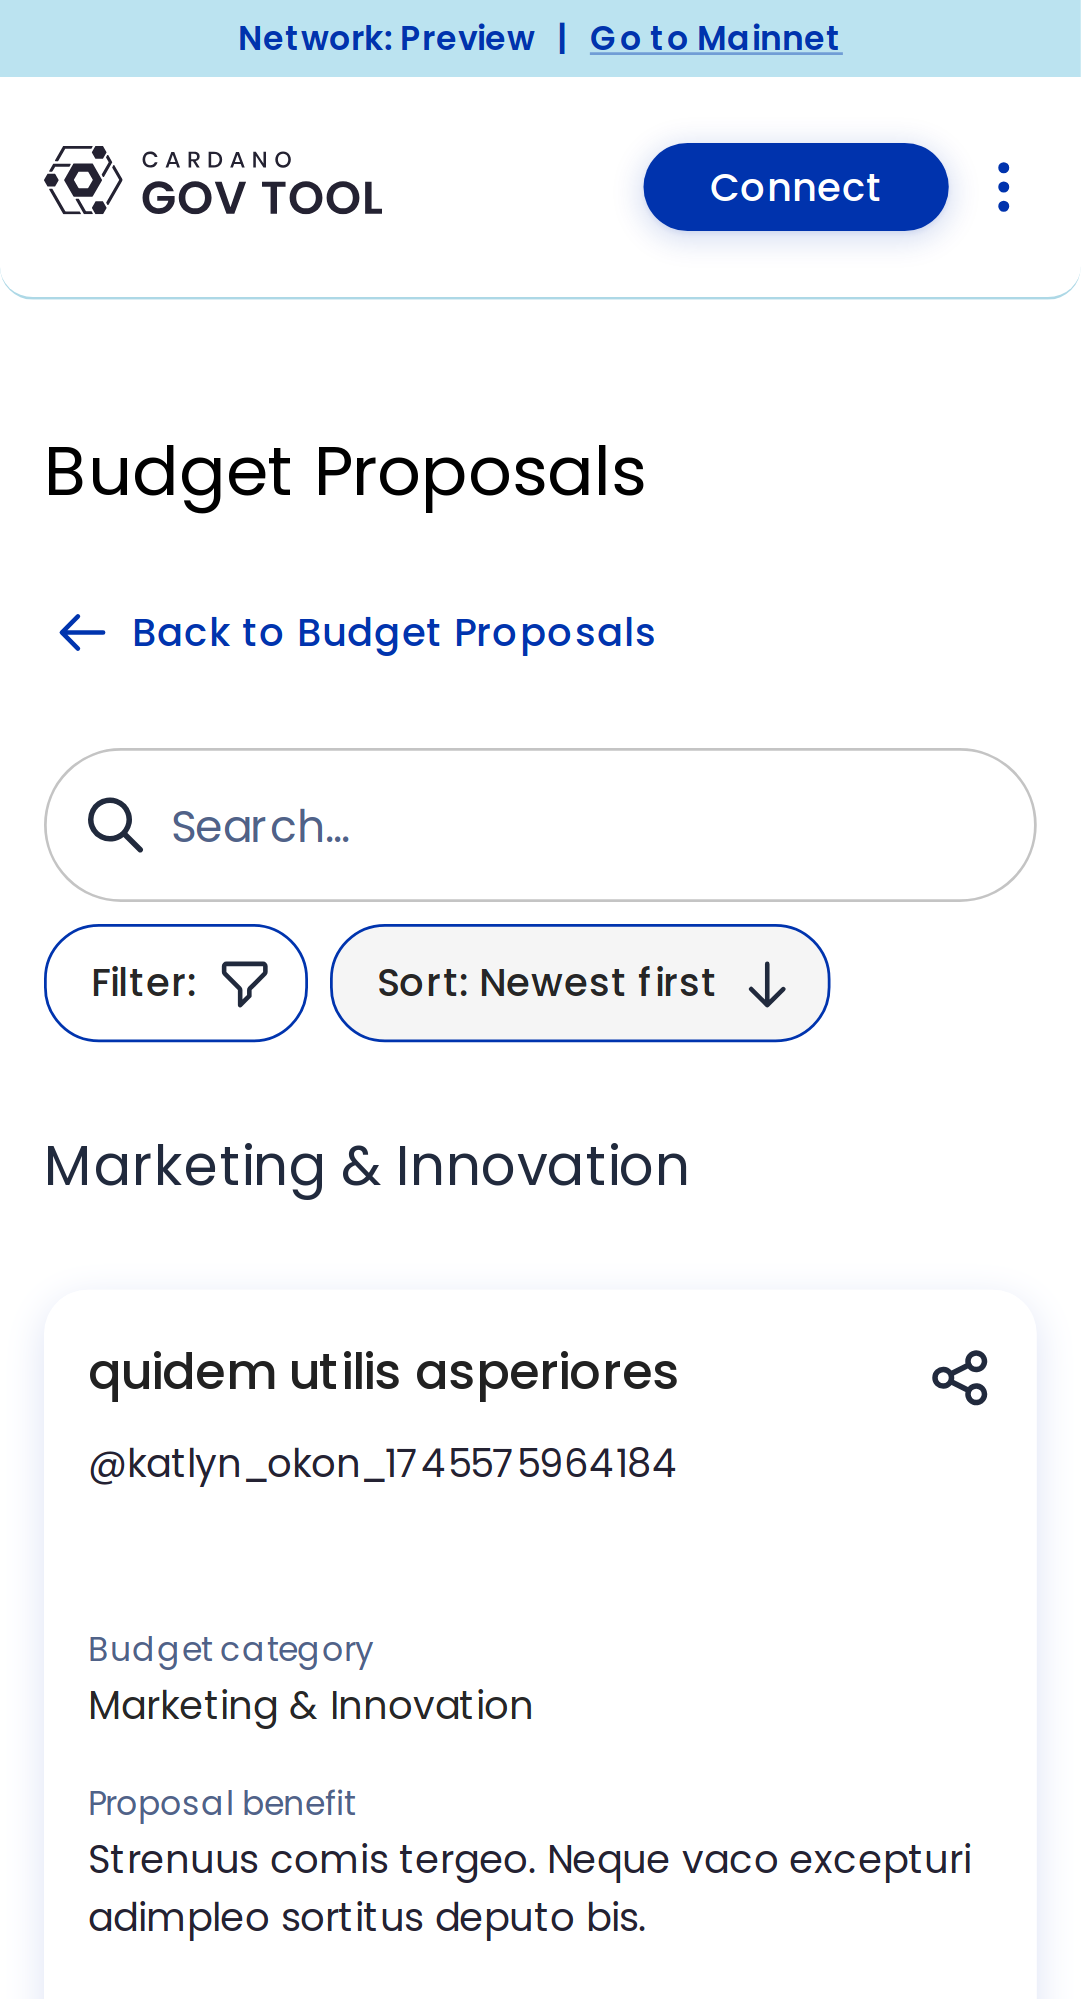 Network: Preview | Go to Mainnet
CARDANO
GOV TOOL
Connect
Budget Proposals
Back to Budget Proposals
Search...
Filter:
Sort: Newest first
Marketing & Innovation
quidem utilis asperiores
@katlyn_okon_1745575964184
Budget category
Marketing & Innovation
Proposal benefit
Strenuus comis tergeo. Neque vaco excepturi
adimpleo sortitus deputo bis.